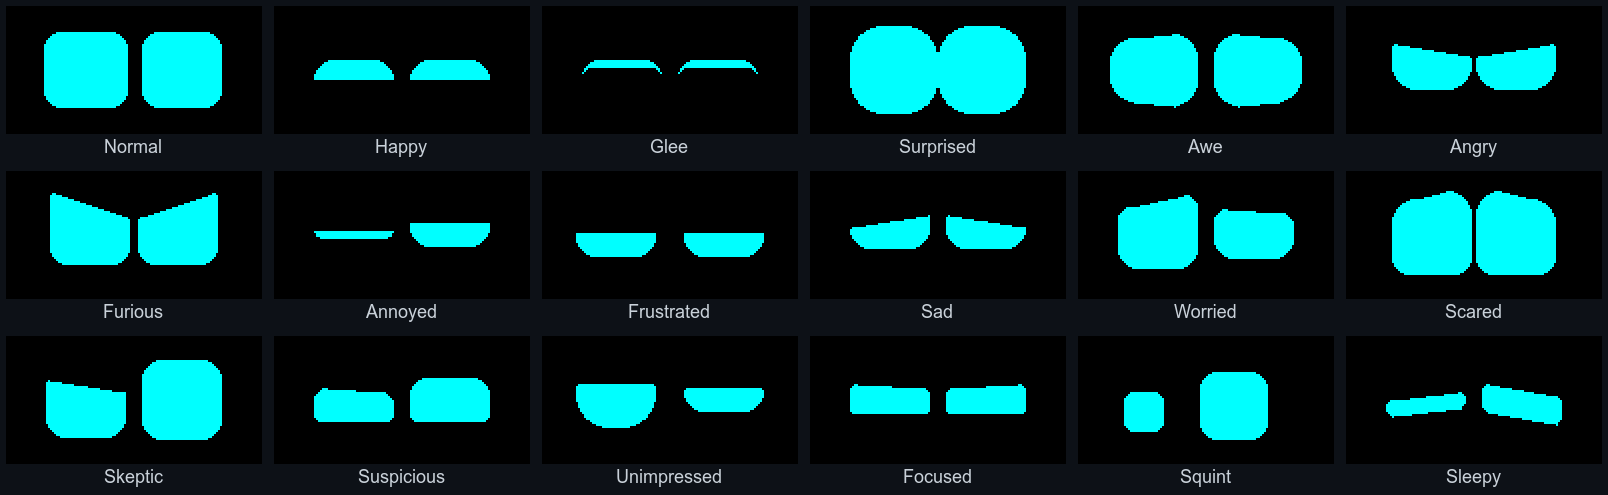 Normal
Happy
Glee
Surprised
Awe
Angry
Furious
Annoyed
Frustrated
Sad
Worried
Scared
Skeptic
Suspicious
Unimpressed
Focused
Squint
Sleepy